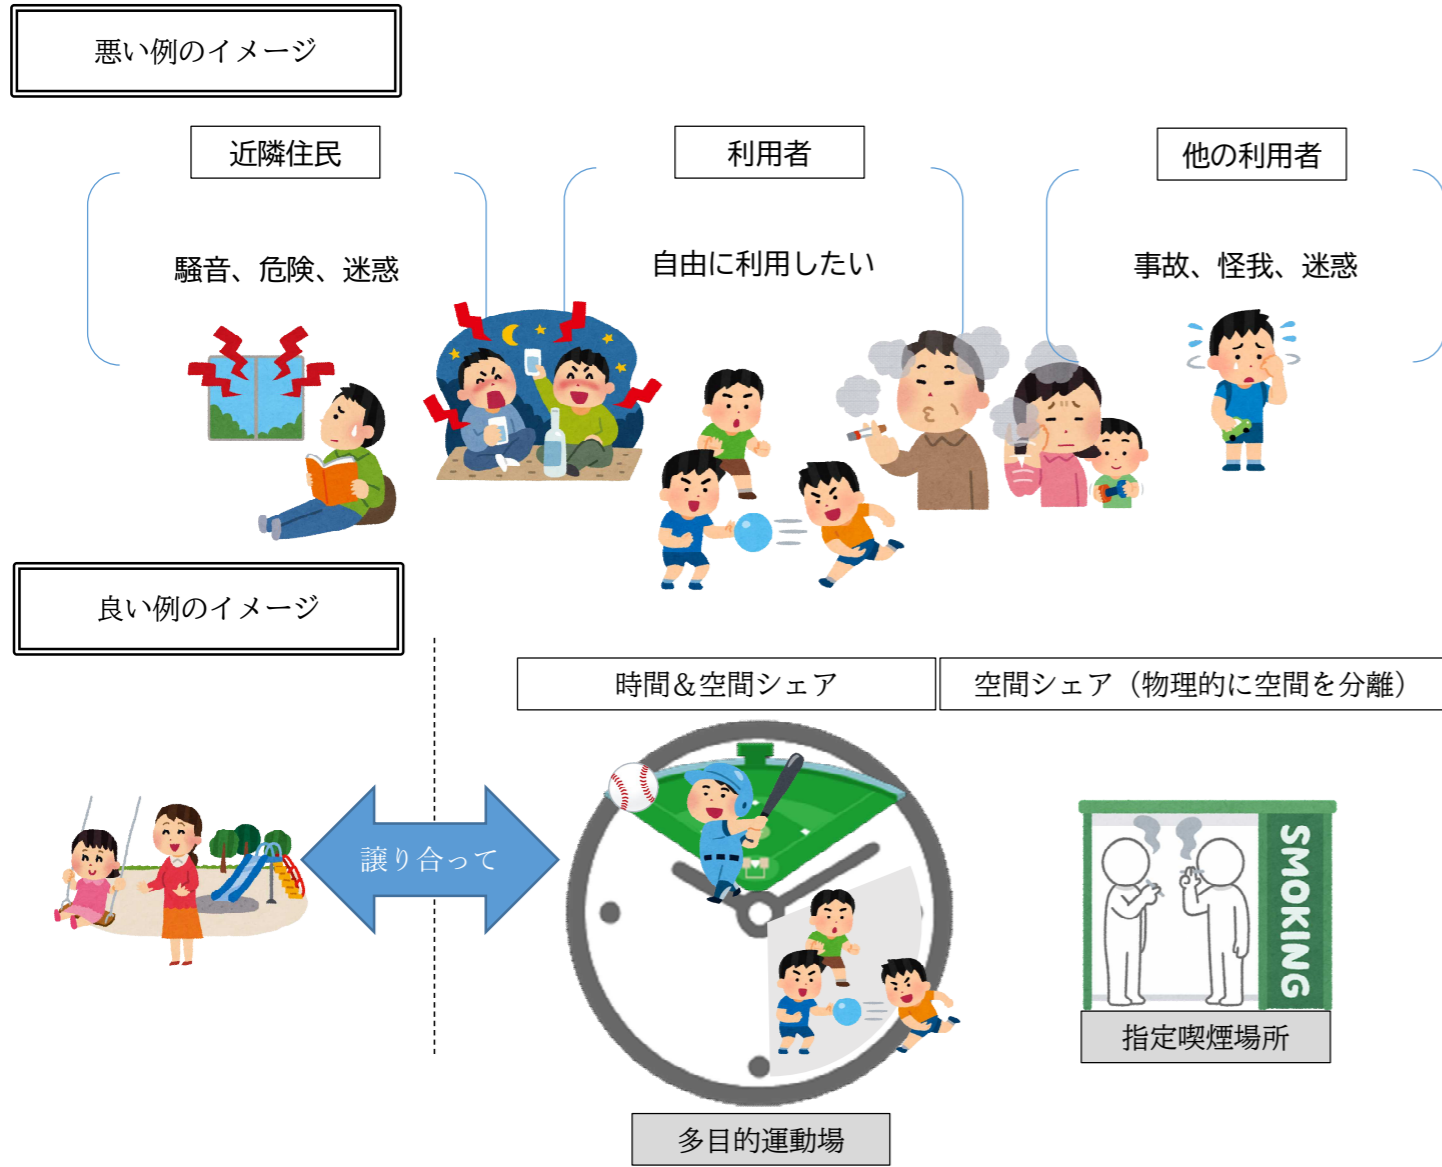 悪い例のイメージ
近隣住民
利用者
他の利用者
騒音、危険、迷惑
自由に利用したい
事故、怪我、迷惑
良い例のイメージ
時間＆空間シェア
空間シェア（物理的に空間を分離）
譲り合って
SMOKING
指定喫煙場所
多目的運動場